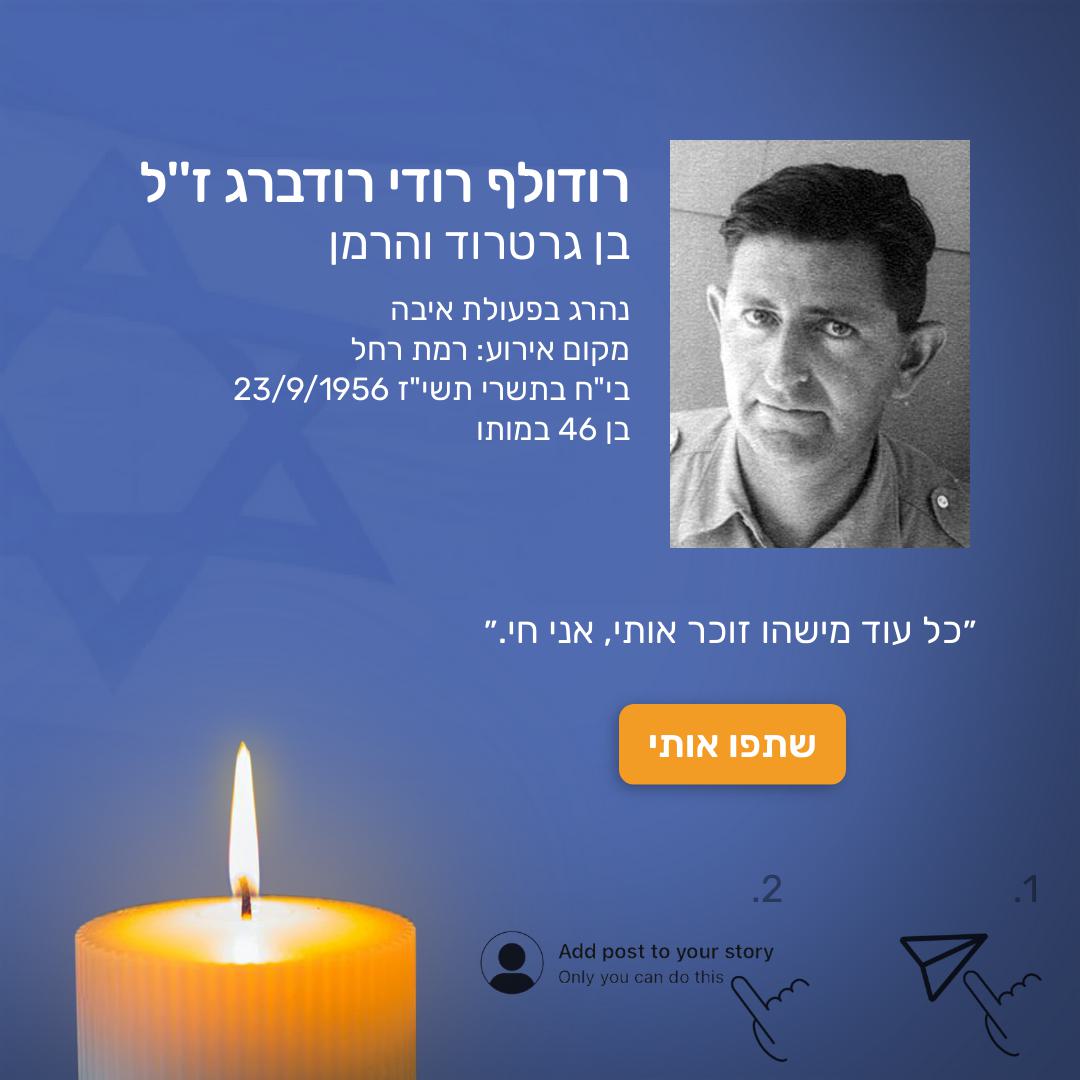 רודולף רודי רודברג ז"ל
בן גרטרוד והרמן
נהרג בפעולת איבה
מקום אירוע: רמת רחל
בי"ח בתשרי תשי"ז 23/9/1956
בן 46 במותו
״כל עוד מישהו זוכר אותי, אני חי.״
שתפו אותי
1.
2.
Add post to your story
Only you can do this